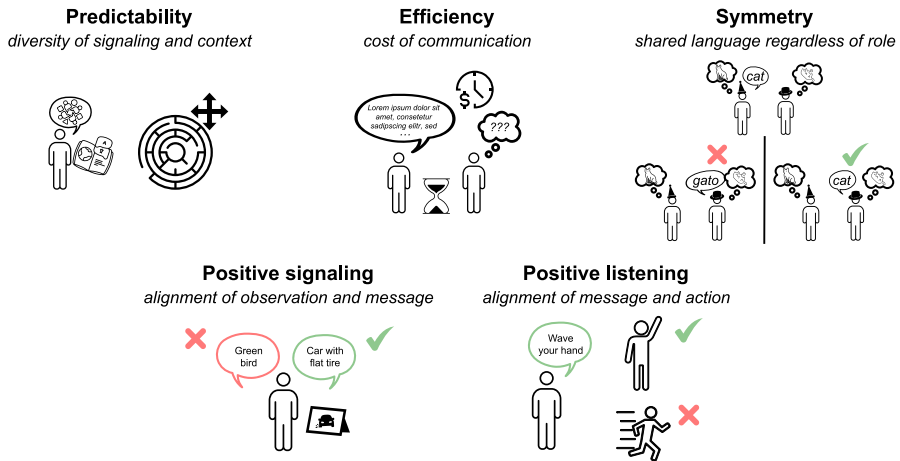 Predictability
diversity of signaling and context
Efficiency
cost of communication
Lorem ipsum dolor sit
amet, consetetur
sadipscing elitr, sed
...
$
???
Symmetry
shared language regardless of role
cat
gato
cat
Positive signaling
alignment of observation and message
Green
bird
Car with
flat tire
Positive listening
alignment of message and action
Wave
your hand